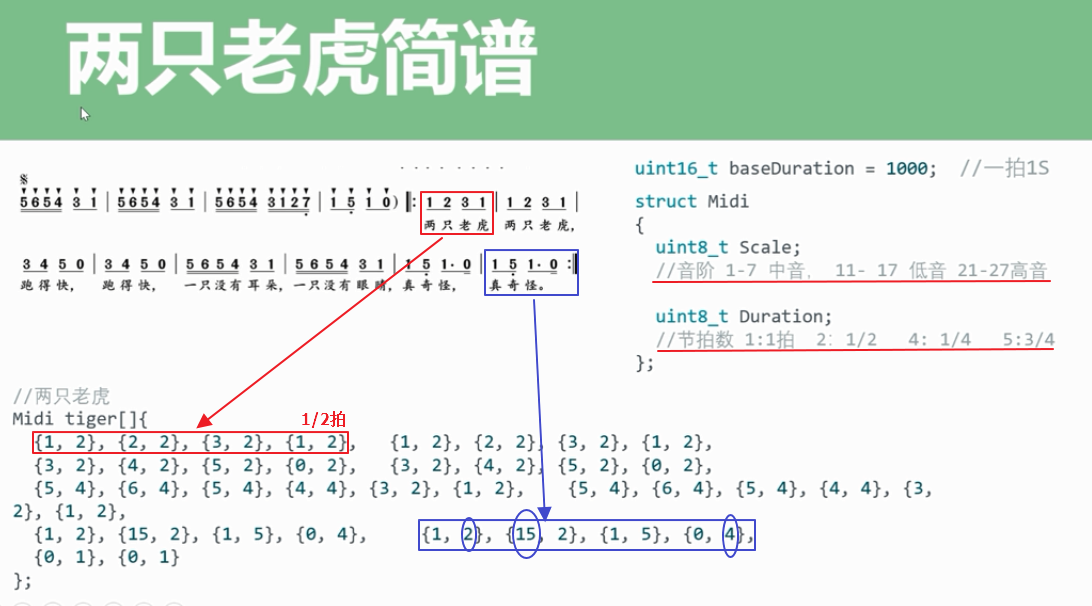 两只老虎简谱
5654 31 | 5654 31 | 5654 3127 | 1 5 1 0) ‖: 1 2 3 1 | 1 2 3 1 |
两只老虎 两只老虎,
3 4 5 0 | 3 4 5 0 | 5654 31 | 5654 31 | 1 5 1· 0 | 1 5 1· 0 :‖
跑得快, 跑得快, 一只没有耳朵, 一只没有眼睛, 真奇怪, 真奇怪。
uint16_t baseDuration = 1000; //一拍1S
struct Midi
{
uint8_t Scale;
//音阶 1-7 中音, 11- 17 低音 21-27高音
uint8_t Duration;
//节拍数 1:1拍 2: 1/2 4: 1/4 5:3/4
};
//两只老虎
Midi tiger[]{
1/2拍
{1, 2}, {2, 2}, {3, 2}, {1, 2}, {1, 2}, {2, 2}, {3, 2}, {1, 2},
{3, 2}, {4, 2}, {5, 2}, {0, 2}, {3, 2}, {4, 2}, {5, 2}, {0, 2},
{5, 4}, {6, 4}, {5, 4}, {4, 4}, {3, 2}, {1, 2}, {5, 4}, {6, 4}, {5, 4}, {4, 4}, {3,
2}, {1, 2},
{1, 2}, {15, 2}, {1, 5}, {0, 4}, {1, 2}, {15, 2}, {1, 5}, {0, 4},
{0, 1}, {0, 1}
};